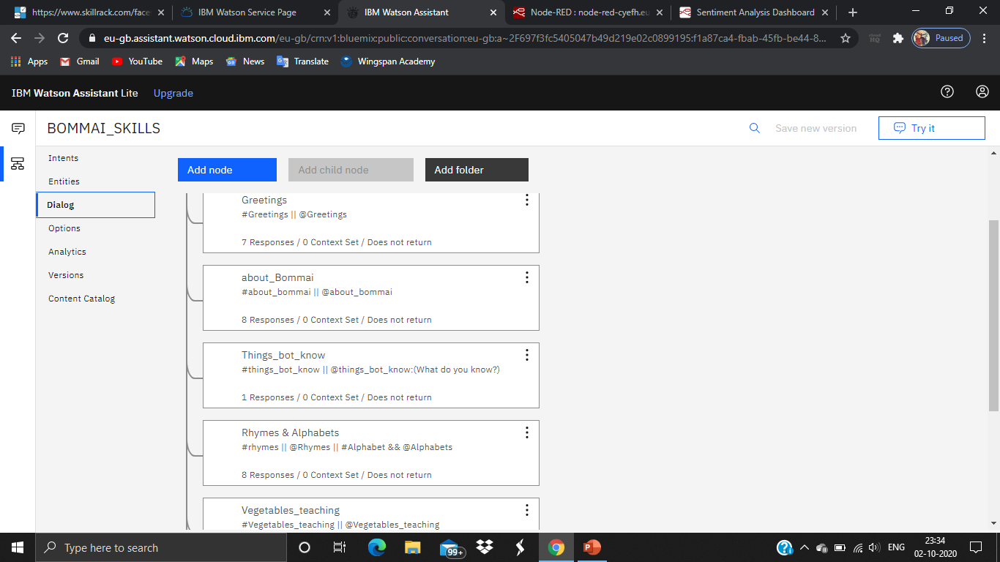 https://www.skillrack.com/face
IBM Watson Service Page
IBM Watson Assistant
Node-RED : node-red-cyefh.eu
Sentiment Analysis Dashboard
eu-gb.assistant.watson.cloud.ibm.com/eu-gb/crn:v1:bluemix:public:conversation:eu-gb:a~2F697f3fc5405047b49d219e02c0899195:f1a87ca4-fbab-45fb-be44-8...
HQ
Paused
Apps
Gmail
YouTube
Maps
News
Translate
Wingspan Academy
IBM Watson Assistant Lite
Upgrade
BOMMAI_SKILLS
Save new version
Try it
Intents
Entities
Dialog
Options
Analytics
Versions
Content Catalog
Add node
Add child node
Add folder
Greetings
#Greetings || @Greetings
7 Responses / 0 Context Set / Does not return
about_Bommai
#about_bommai || @about_bommai
8 Responses / 0 Context Set / Does not return
Things_bot_know
#things_bot_know || @things_bot_know:(What do you know?)
1 Responses / 0 Context Set / Does not return
Rhymes & Alphabets
#rhymes || @Rhymes || #Alphabet && @Alphabets
8 Responses / 0 Context Set / Does not return
Vegetables_teaching
#Vegetables_teaching || @Vegetables_teaching
Type here to search
99+
ENG
23:34
02-10-2020